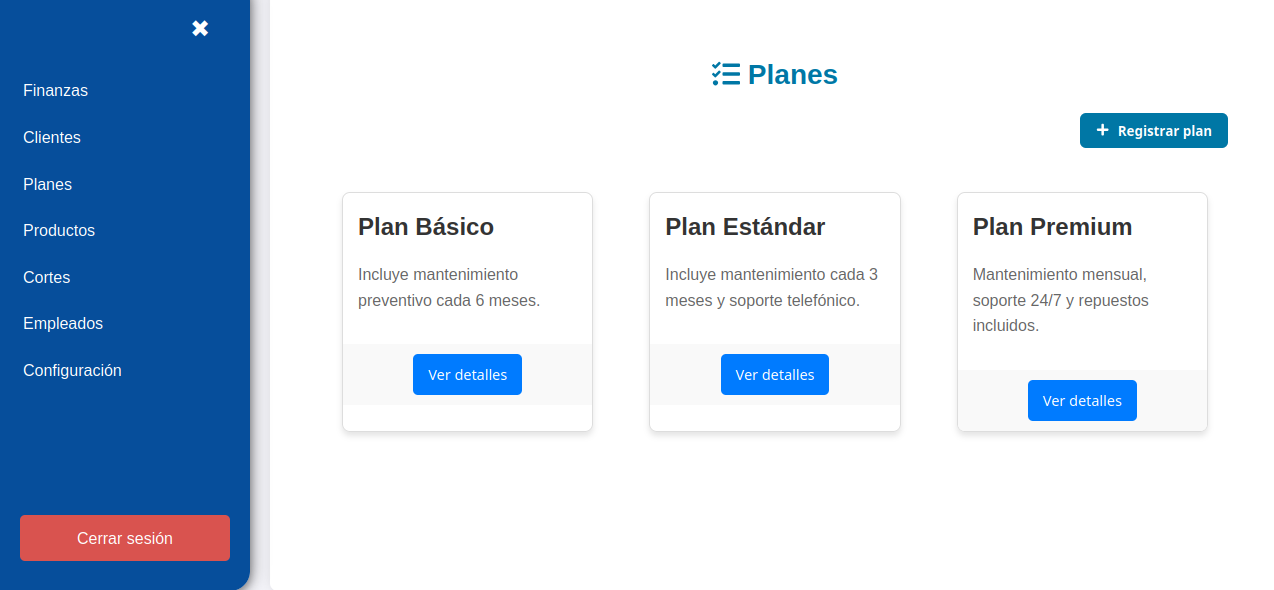 ✖
Finanzas
Clientes
Planes
Productos
Cortes
Empleados
Configuración
Cerrar sesión
Planes
+ Registrar plan
Plan Básico
Incluye mantenimiento
preventivo cada 6 meses.
Ver detalles
Plan Estándar
Incluye mantenimiento cada 3
meses y soporte telefónico.
Ver detalles
Plan Premium
Mantenimiento mensual,
soporte 24/7 y repuestos
incluidos.
Ver detalles